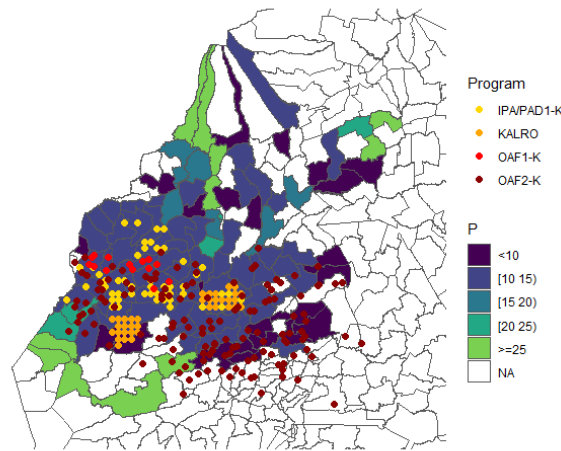 Program
IPA/PAD1-K
KALRO
OAF1-K
OAF2-K
P
<10
[10 15)
[15 20)
[20 25)
>=25
NA